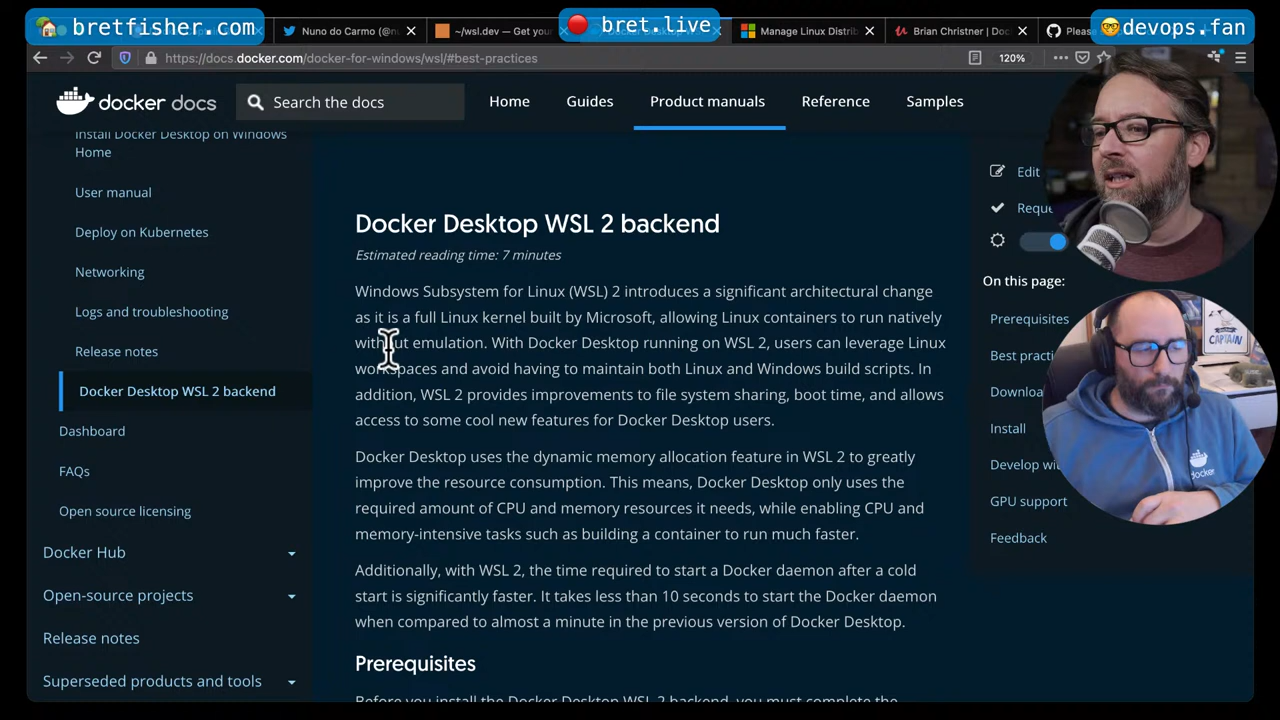 bretfisher.com
bret.live
devops.fan
Nuno do Carmo (@n
~/wsl.dev — Get your
Manage Linux Distrib
Brian Christner | Doc
Please
https://docs.docker.com/docker-for-windows/wsl/#best-practices
120%
docker docs
Search the docs
Home
Guides
Product manuals
Reference
Samples
Install Docker Desktop on Windows
Home
User manual
Deploy on Kubernetes
Networking
Logs and troubleshooting
Release notes
Docker Desktop WSL 2 backend
Dashboard
FAQs
Open source licensing
Docker Hub
Open-source projects
Release notes
Superseded products and tools
Docker Desktop WSL 2 backend
Estimated reading time: 7 minutes
Windows Subsystem for Linux (WSL) 2 introduces a significant architectural change
as it is a full Linux kernel built by Microsoft, allowing Linux containers to run natively
without emulation. With Docker Desktop running on WSL 2, users can leverage Linux
workspaces and avoid having to maintain both Linux and Windows build scripts. In
addition, WSL 2 provides improvements to file system sharing, boot time, and allows
access to some cool new features for Docker Desktop users.
Docker Desktop uses the dynamic memory allocation feature in WSL 2 to greatly
improve the resource consumption. This means, Docker Desktop only uses the
required amount of CPU and memory resources it needs, while enabling CPU and
memory-intensive tasks such as building a container to run much faster.
Additionally, with WSL 2, the time required to start a Docker daemon after a cold
start is significantly faster. It takes less than 10 seconds to start the Docker daemon
when compared to almost a minute in the previous version of Docker Desktop.
Prerequisites
Before you install the Docker Desktop WSL 2 backend, you must complete the
Edit
Reque
On this page:
Prerequisites
Best practi
Downloa
Install
Develop wi
GPU support
Feedback
CAPTAIN
docker